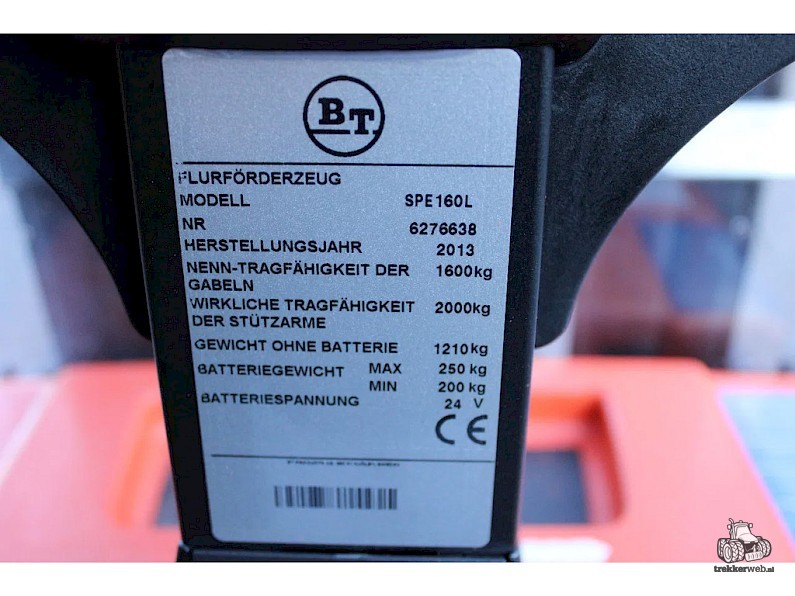 BT
FLURFÖRDERZEUG
MODELL SPE160L
NR 6276638
HERSTELLUNGSJAHR 2013
NENN-TRAGFÄHIGKEIT DER 1600kg
GABELN
WIRKLICHE TRAGFÄHIGKEIT 2000kg
DER STÜTZARME
GEWICHT OHNE BATTERIE 1210kg
BATTERIEGEWICHT MAX 250 kg
MIN 200 kg
BATTERIESPANNUNG 24 V
CE
trekkerweb.nl